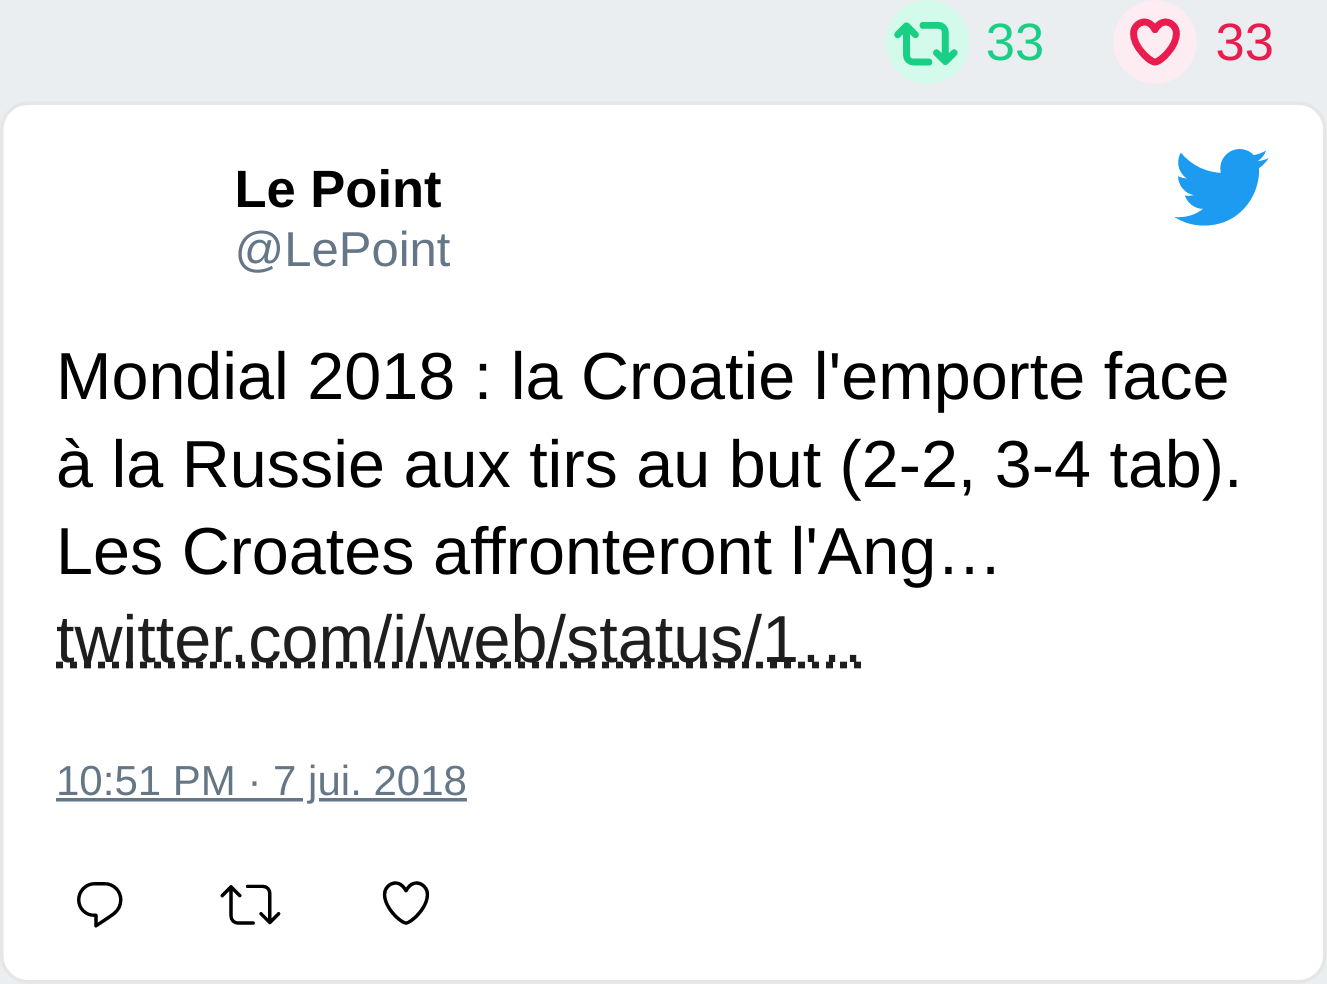 33 33
Le Point
@LePoint
Mondial 2018 : la Croatie l'emporte face
à la Russie aux tirs au but (2-2, 3-4 tab).
Les Croates affronteront l'Ang…
twitter.com/i/web/status/1…
10:51 PM · 7 jui. 2018